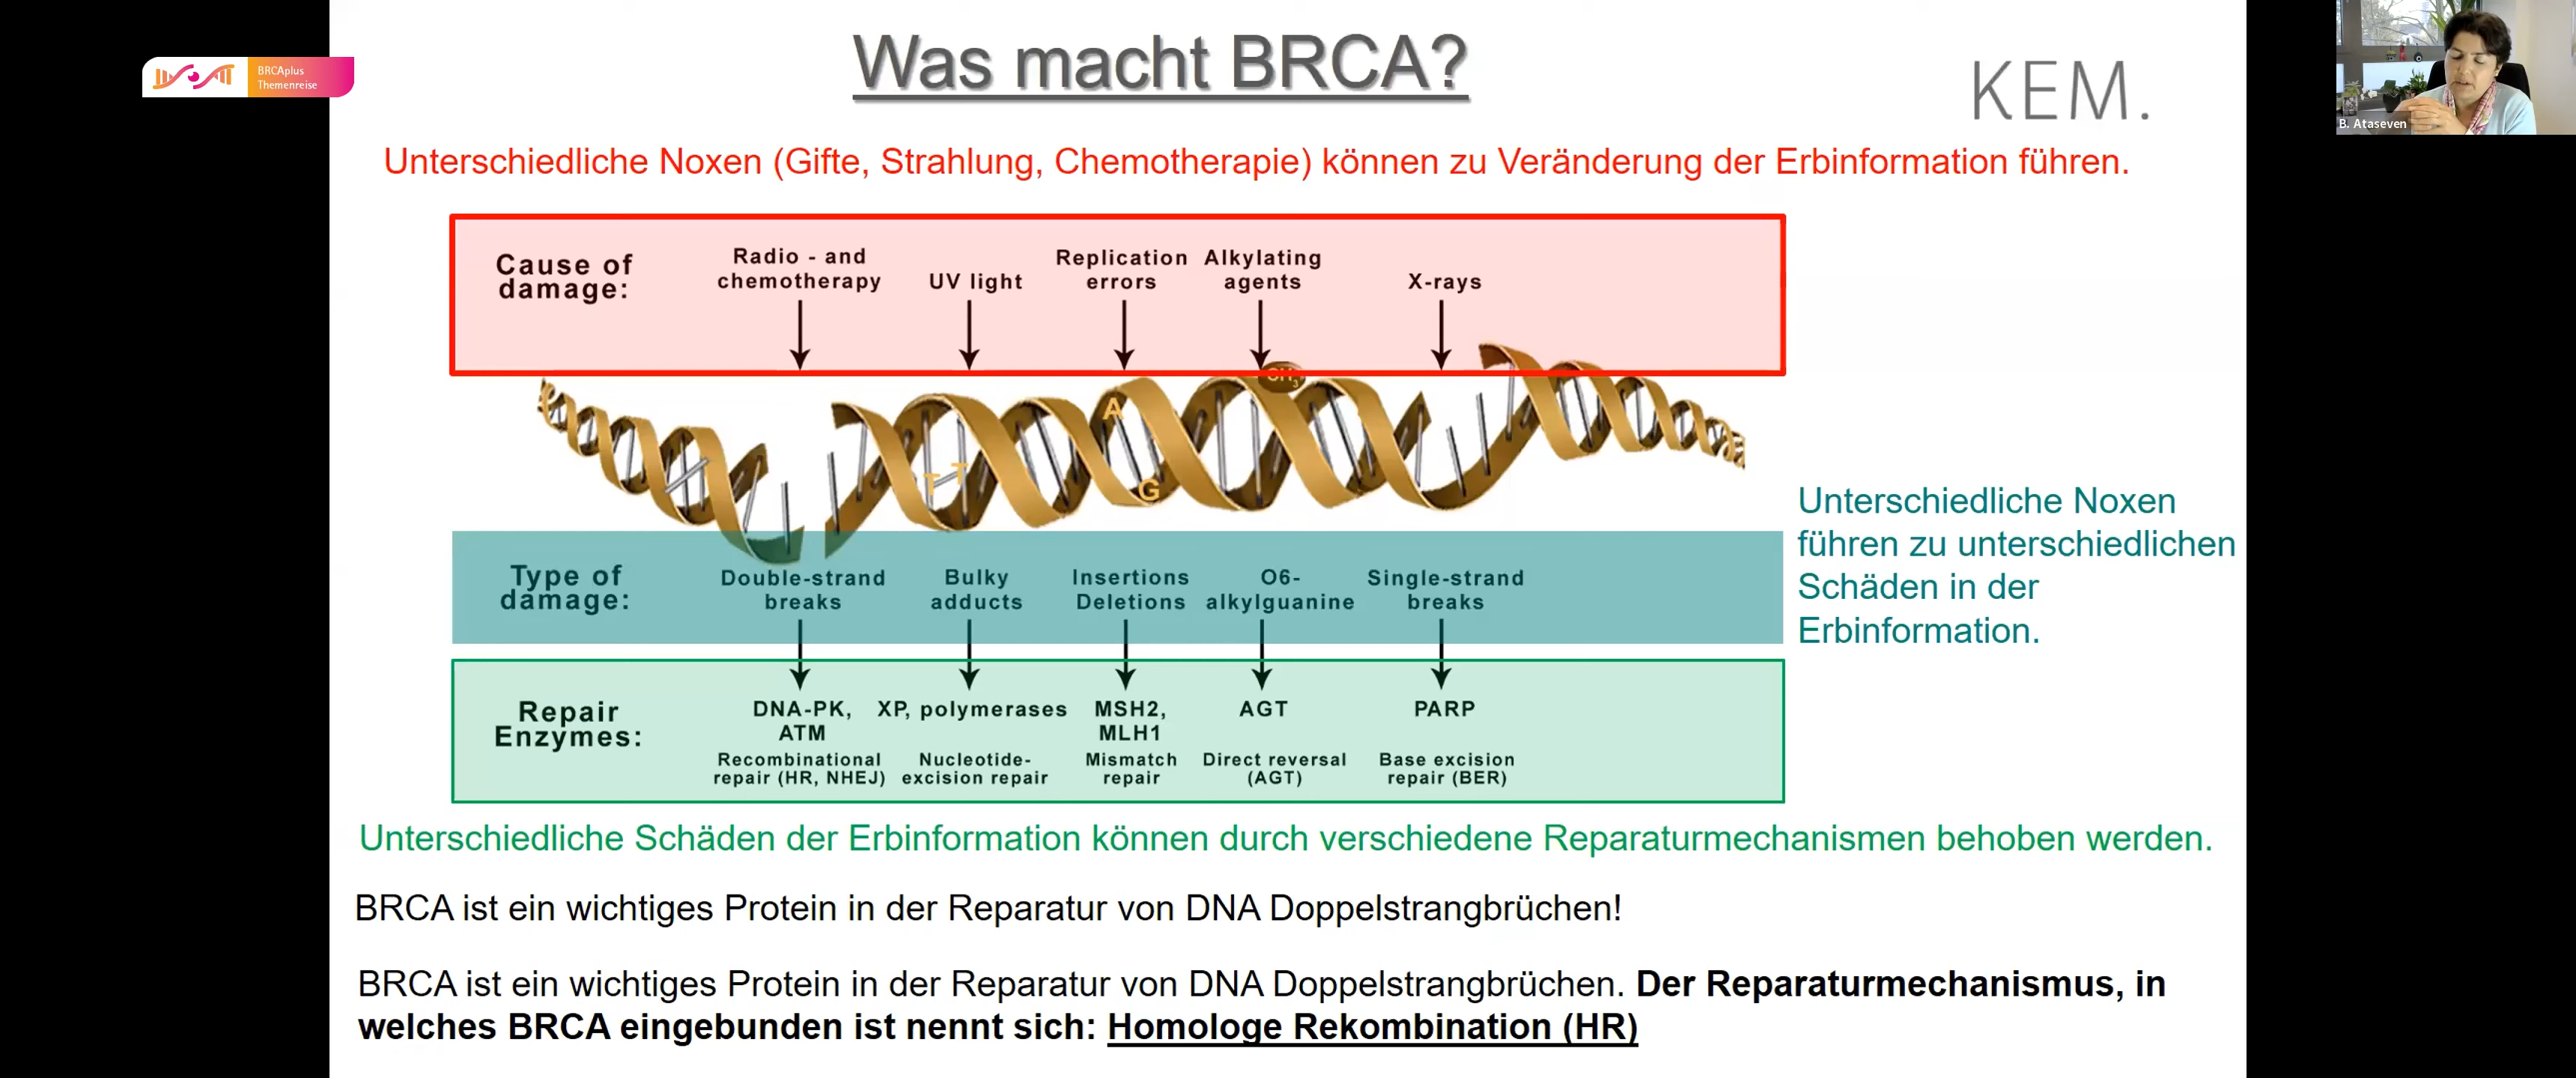 Was macht BRCA?
BRCAplus
Themenreise
KEM.
B. Ataseven
Unterschiedliche Noxen (Gifte, Strahlung, Chemotherapie) können zu Veränderung der Erbinformation führen.
Cause of
damage:
Radio - and
chemotherapy
UV light
Replication
errors
Alkylating
agents
X-rays
CH3
A
T T
G
Unterschiedliche Noxen
führen zu unterschiedlichen
Schäden in der
Erbinformation.
Type of
damage:
Double-strand
breaks
Bulky
adducts
Insertions
Deletions
O6-
alkylguanine
Single-strand
breaks
Repair
Enzymes:
DNA-PK,
ATM
Recombinational
repair (HR, NHEJ)
XP, polymerases
Nucleotide-
excision repair
MSH2,
MLH1
Mismatch
repair
AGT
Direct reversal
(AGT)
PARP
Base excision
repair (BER)
Unterschiedliche Schäden der Erbinformation können durch verschiedene Reparaturmechanismen behoben werden.
BRCA ist ein wichtiges Protein in der Reparatur von DNA Doppelstrangbrüchen!
BRCA ist ein wichtiges Protein in der Reparatur von DNA Doppelstrangbrüchen. Der Reparaturmechanismus, in
welches BRCA eingebunden ist nennt sich: Homologe Rekombination (HR)